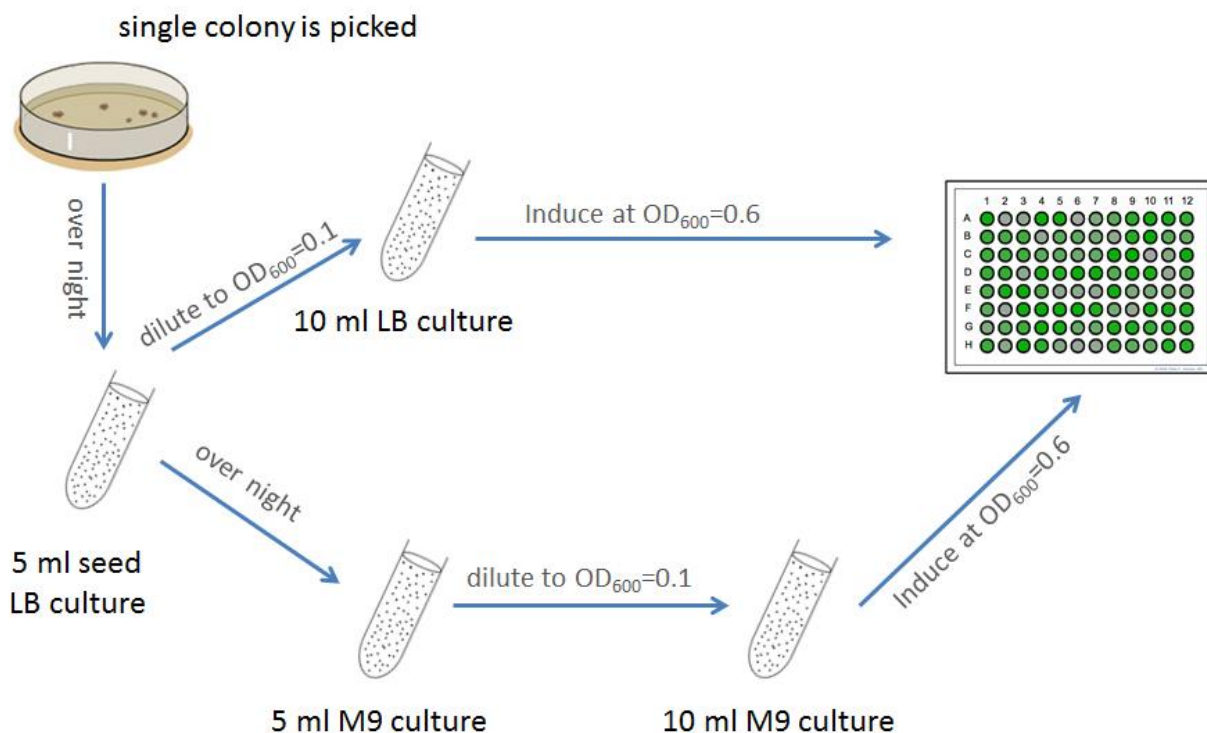 single colony is picked
over night
dilute to OD600=0.1
10 ml LB culture
Induce at OD600=0.6
1 2 3 4 5 6 7 8 9 10 11 12
A
B
C
D
E
F
G
H
5 ml seed
LB culture
over night
5 ml M9 culture
dilute to OD600=0.1
10 ml M9 culture
Induce at OD600=0.6